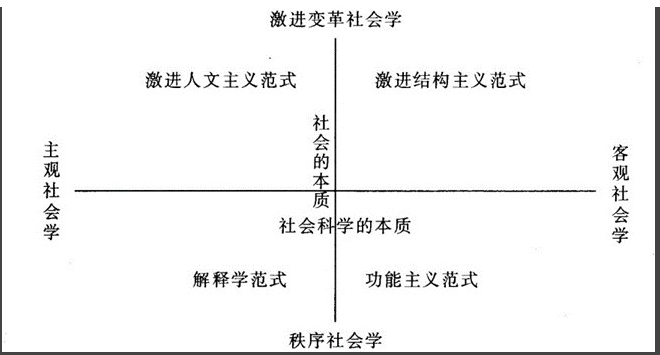 激进变革社会学
激进人文主义范式
激进结构主义范式
社会的本质
主观社会学
客观社会学
社会科学的本质
解释学范式
功能主义范式
秩序社会学